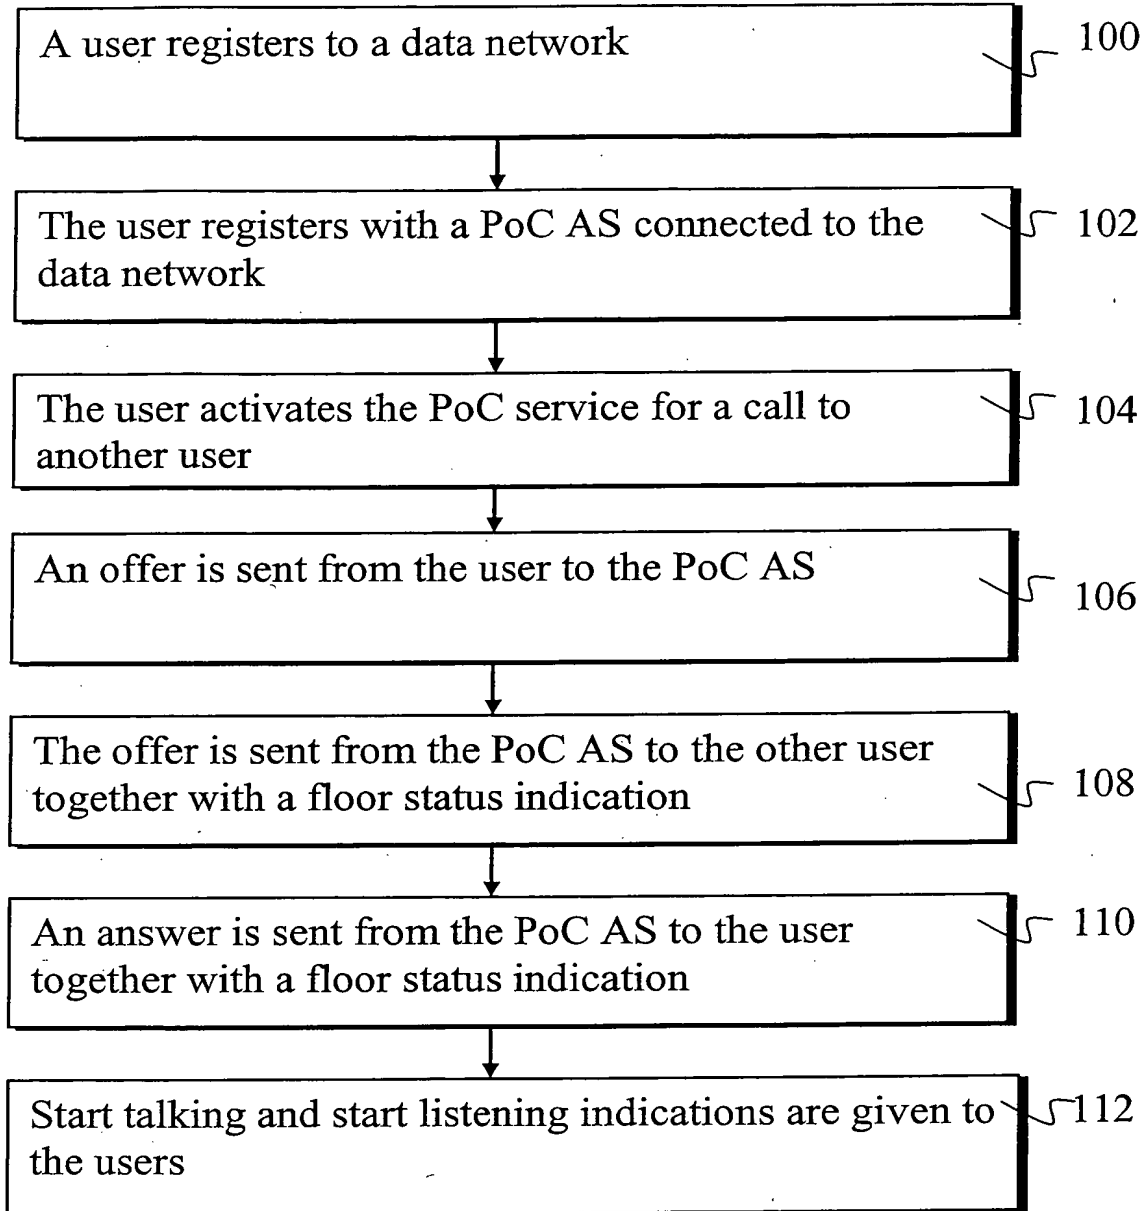 A user registers to a data network
100
The user registers with a PoC AS connected to the
data network
102
The user activates the PoC service for a call to
another user
104
An offer is sent from the user to the PoC AS
106
The offer is sent from the PoC AS to the other user
together with a floor status indication
108
An answer is sent from the PoC AS to the user
together with a floor status indication
110
Start talking and start listening indications are given to
the users
112